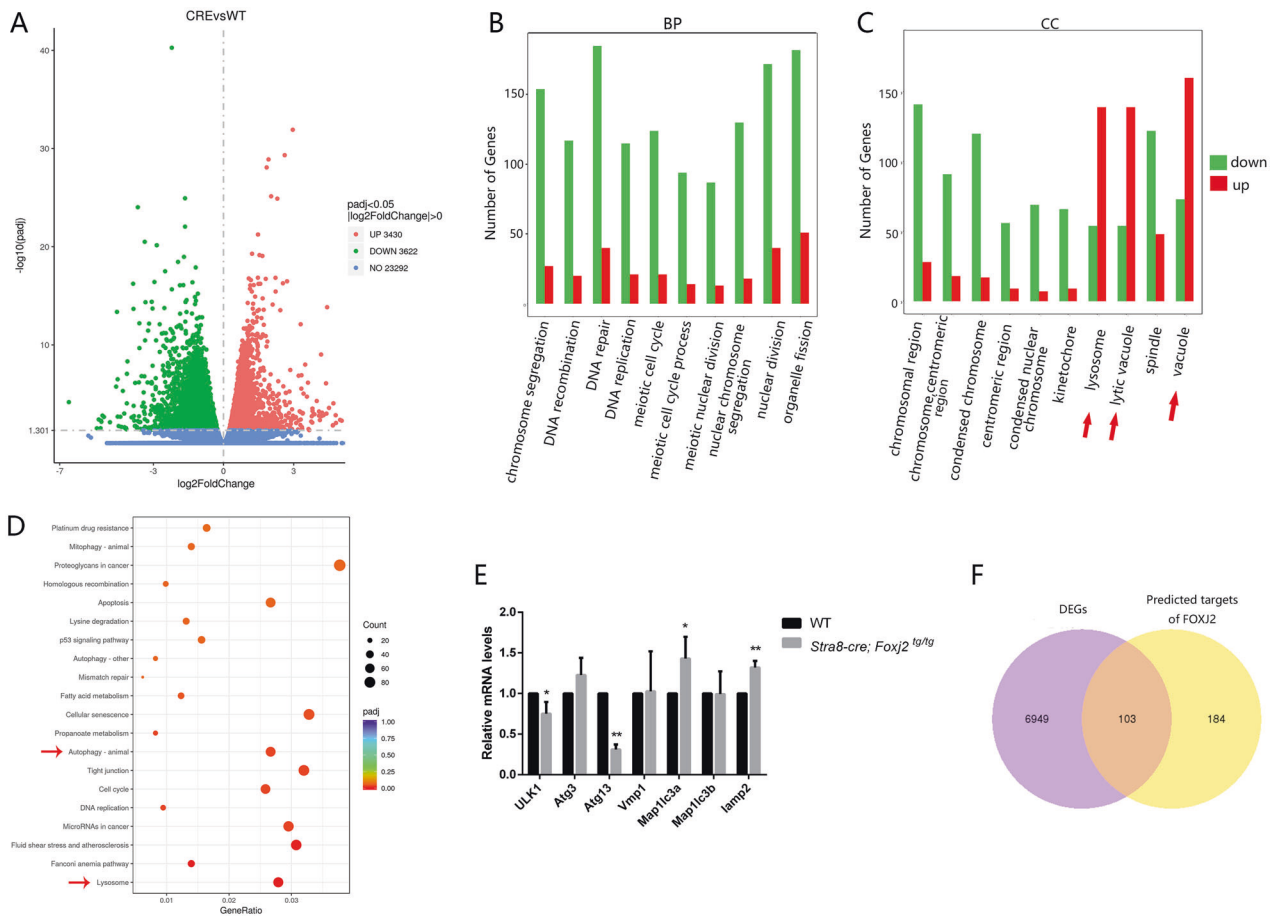 A
CREvsWT
40
30
20
10
1.301
-log10(padj)
-7
-3
0
3
log2FoldChange
padj<0.05
|log2FoldChange|>0
UP 3430
DOWN 3622
NO 23292
B
BP
150
100
50
0
Number of Genes
chromosome segregation
DNA recombination
DNA repair
DNA replication
meiotic cell cycle
meiotic cell cycle process
meiotic nuclear division
nuclear chromosome
segregation
nuclear division
organelle fission
C
CC
150
100
50
0
Number of Genes
chromosomal region
chromosome,centromeric
region
condensed chromosome
centromeric region
condensed nuclear
chromosome
kinetochore
lysosome
lytic vacuole
spindle
vacuole
down
up
D
Platinum drug resistance
Mitophagy - animal
Proteoglycans in cancer
Homologous recombination
Apoptosis
Lysine degradation
p53 signaling pathway
Autophagy - other
Mismatch repair
Fatty acid metabolism
Cellular senescence
Propanoate metabolism
Autophagy - animal
Tight junction
Cell cycle
DNA replication
MicroRNAs in cancer
Fluid shear stress and atherosclerosis
Fanconi anemia pathway
Lysosome
0.01
0.02
0.03
GeneRatio
Count
20
40
60
80
padj
1.00
0.75
0.50
0.25
0.00
E
Relative mRNA levels
2.0
1.5
1.0
0.5
0.0
*
**
*
**
ULK1
Atg3
Atg13
Vmp1
Map1lc3a
Map1lc3b
lamp2
WT
Stra8-cre; Foxj2 tg/tg
F
DEGs
Predicted targets
of FOXJ2
6949
103
184